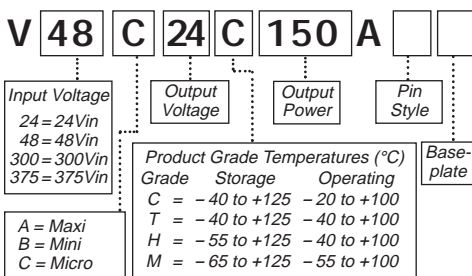 V 48 C 24 C 150 A
Input Voltage
24 = 24Vin
48 = 48Vin
300 = 300Vin
375 = 375Vin
Output
Voltage
Output
Power
Pin
Style
Base-
plate
A = Maxi
B = Mini
C = Micro
Product Grade Temperatures (°C)
Grade Storage Operating
C = – 40 to +125 – 20 to +100
T = – 40 to +125 – 40 to +100
H = – 55 to +125 – 40 to +100
M = – 65 to +125 – 55 to +100